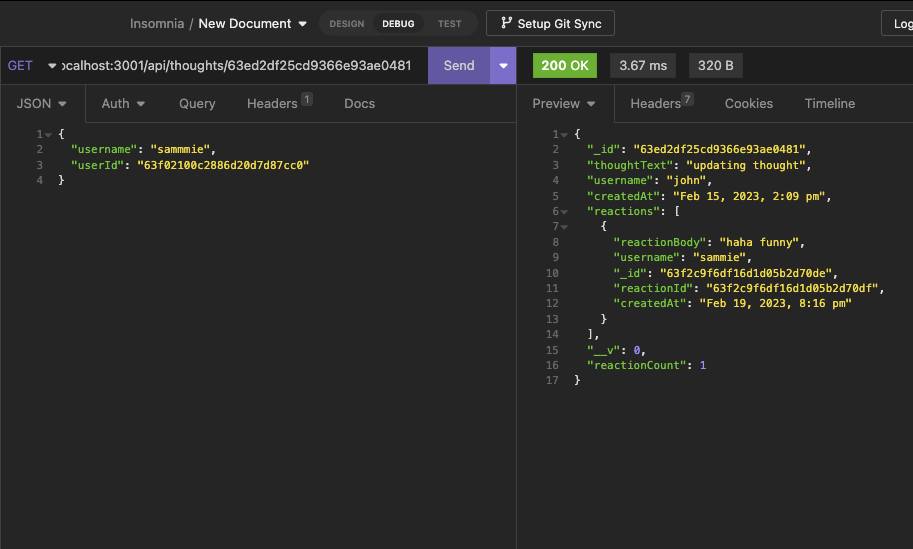 Insomnia / New Document DESIGN DEBUG TEST Setup Git Sync Log
GET ocalhost:3001/api/thoughts/63ed2df25cd9366e93ae0481 Send 200 OK 3.67 ms 320 B
JSON Auth Query Headers 1 Docs
Preview Headers 7 Cookies Timeline
1 {
2 "username": "sammmie",
3 "userId": "63f02100c2886d20d7d87cc0"
4 }
1 {
2 "_id": "63ed2df25cd9366e93ae0481",
3 "thoughtText": "updating thought",
4 "username": "john",
5 "createdAt": "Feb 15, 2023, 2:09 pm",
6 "reactions": [
7 {
8 "reactionBody": "haha funny",
9 "username": "sammie",
10 "_id": "63f2c9f6df16d1d05b2d70de",
11 "reactionId": "63f2c9f6df16d1d05b2d70df",
12 "createdAt": "Feb 19, 2023, 8:16 pm"
13 }
14 ],
15 "__v": 0,
16 "reactionCount": 1
17 }